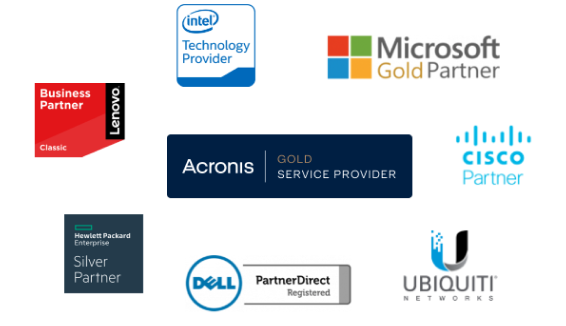 intel
Technology
Provider
Microsoft
Gold Partner
Business
Partner
Lenovo
Classic
Acronis
GOLD
SERVICE PROVIDER
CISCO
Partner
Hewlett Packard
Enterprise
Silver
Partner
DELL
PartnerDirect
Registered
UBIQUITI
NETWORKS